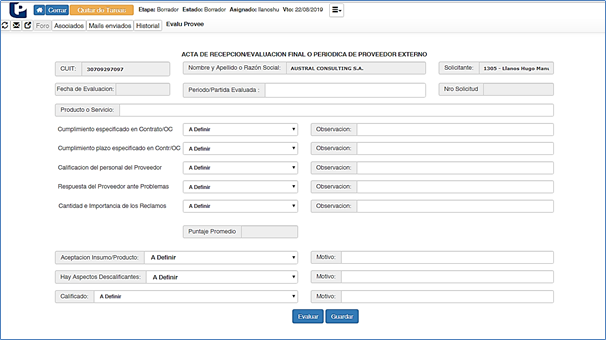 Cerrar Quitar de Tareas Etapa: Borrador Estado: Borrador Asignado: llanoshu Vto: 22/08/2019
Foro Asociados Mails enviados Historial Evalu Provee
ACTA DE RECEPCION/EVALUACION FINAL O PERIODICA DE PROVEEDOR EXTERNO
CUIT: 30709297097 Nombre y Apellido o Razón Social: AUSTRAL CONSULTING S.A. Solicitante: 1305 - Llanos Hugo Manu
Fecha de Evaluacion: Periodo/Partida Evaluada : Nro Solicitud
Producto o Servicio:
Cumplimiento especificado en Contrato/OC A Definir Observacion:
Cumplimiento plazo especificado en Contr/OC A Definir Observacion:
Calificacion del personal del Proveedor A Definir Observacion:
Respuesta del Proveedor ante Problemas A Definir Observacion:
Cantidad e Importancia de los Reclamos A Definir Observacion:
Puntaje Promedio
Aceptacion Insumo/Producto: A Definir Motivo:
Hay Aspectos Descalificantes: A Definir Motivo:
Calificado: A Definir Motivo:
Evaluar Guardar